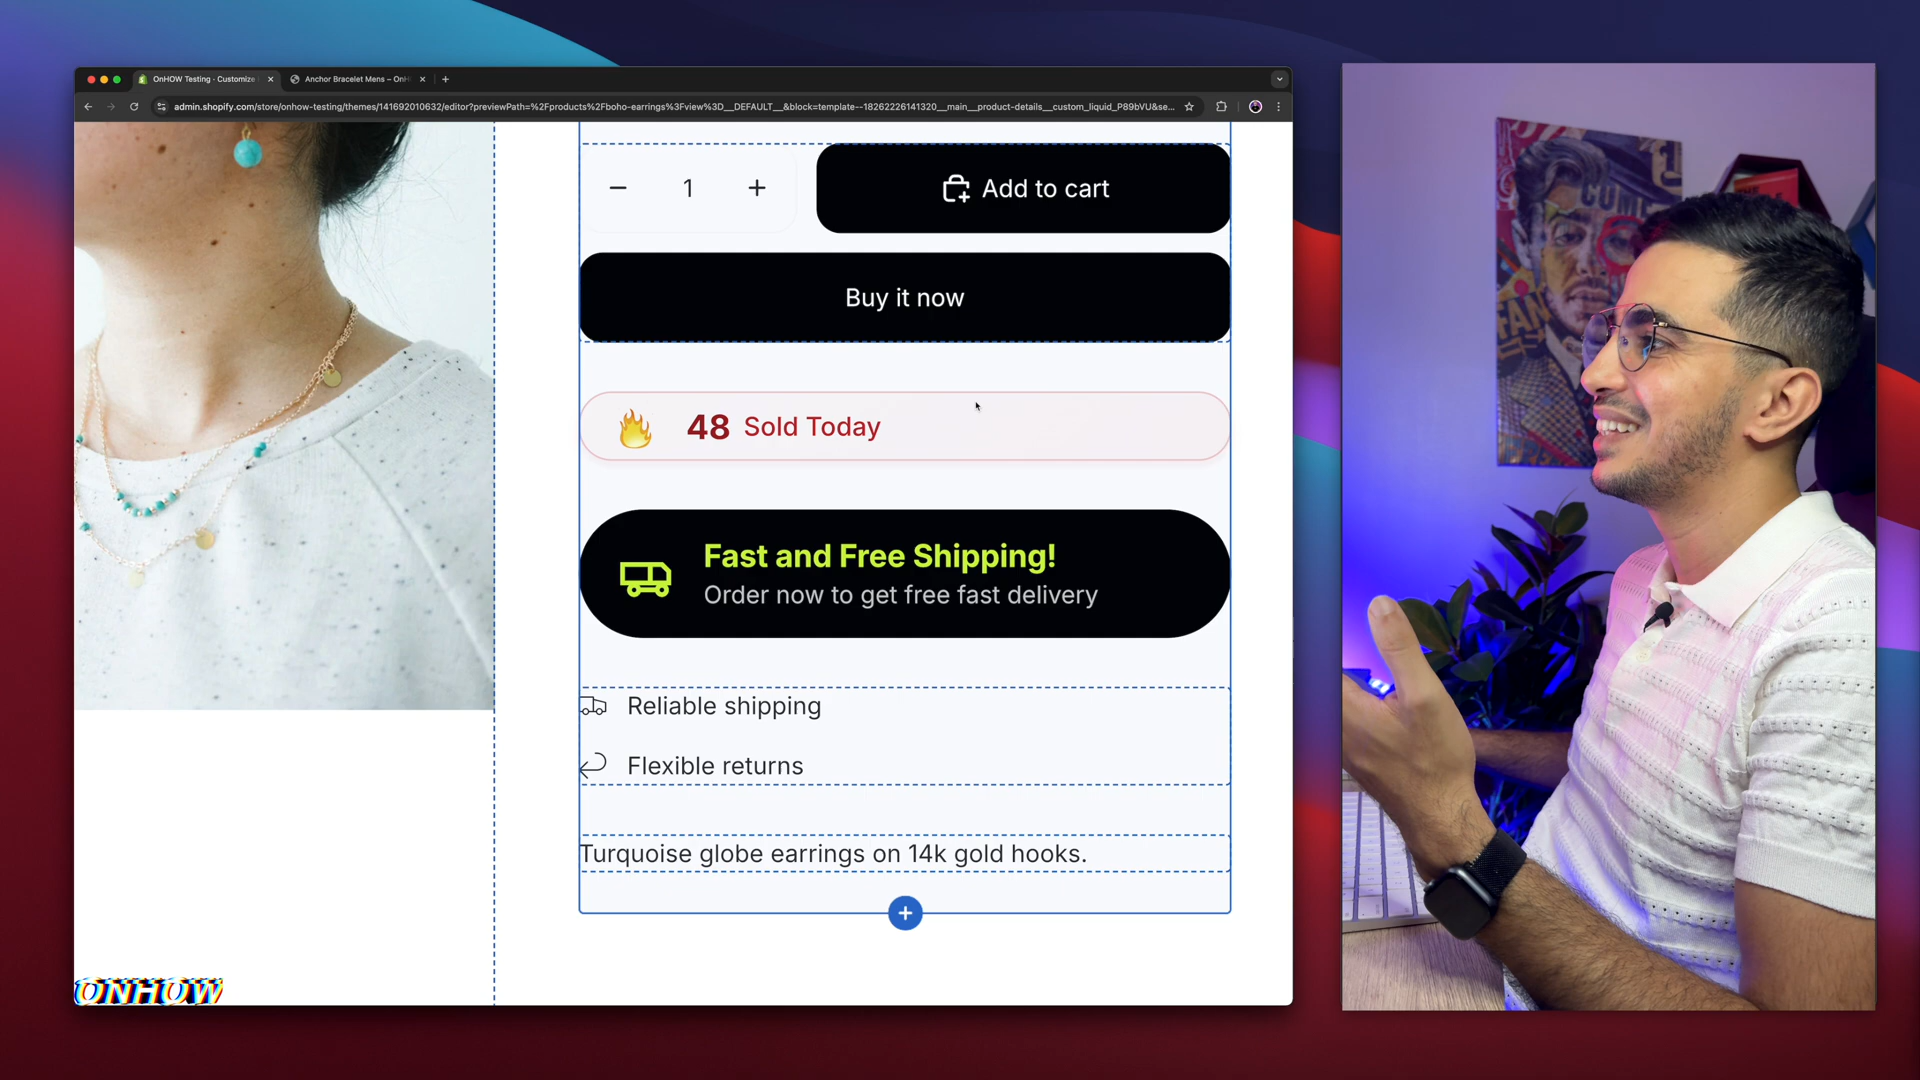 OnHOW Testing - Customize
Anchor Bracelet Mens – OnH
admin.shopify.com/store/onhow-testing/themes/141692010632/editor?previewPath=%2Fproducts%2Fboho-earrings%3Fview%3D__DEFAULT__&block=template--18262226141320__main__product-details__custom_liquid_P89bVU&se...
1
Add to cart
Buy it now
48 Sold Today
Fast and Free Shipping!
Order now to get free fast delivery
Reliable shipping
Flexible returns
Turquoise globe earrings on 14k gold hooks.
ONHOW
FAN